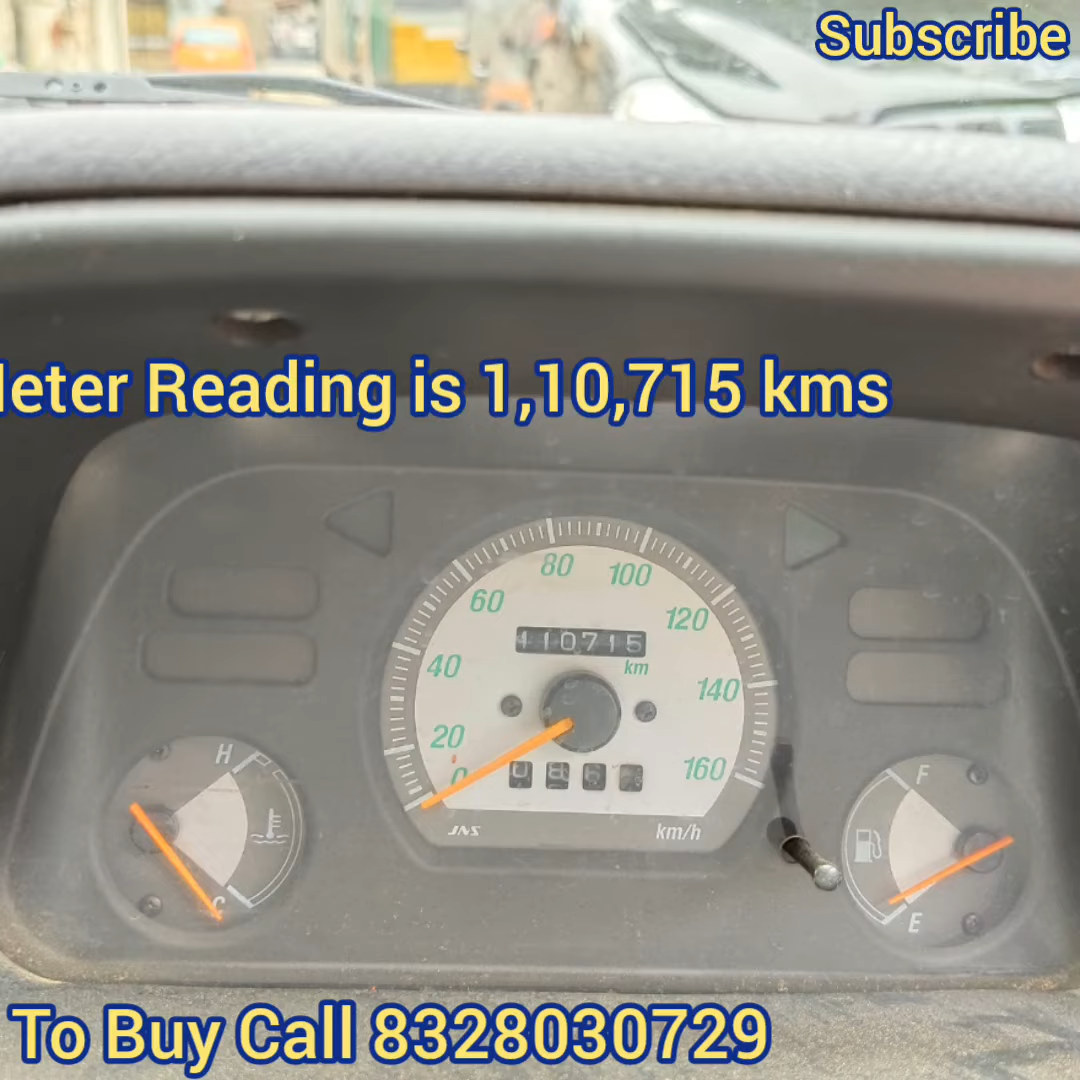 Subscribe
Meter Reading is 1,10,715 kms
80
100
60
120
110715
km
40
140
20
0
160
JNS
km/h
H
C
F
E
To Buy Call 8328030729